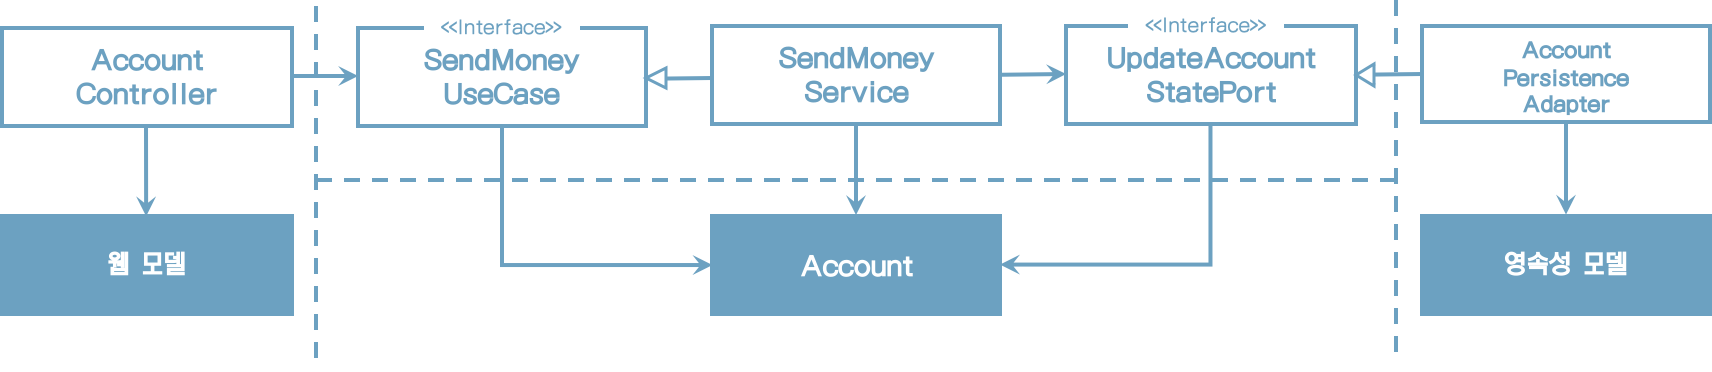 Account
Controller
<<Interface>>
SendMoney
UseCase
SendMoney
Service
<<Interface>>
UpdateAccount
StatePort
Account
Persistence
Adapter
웹 모델
Account
영속성 모델